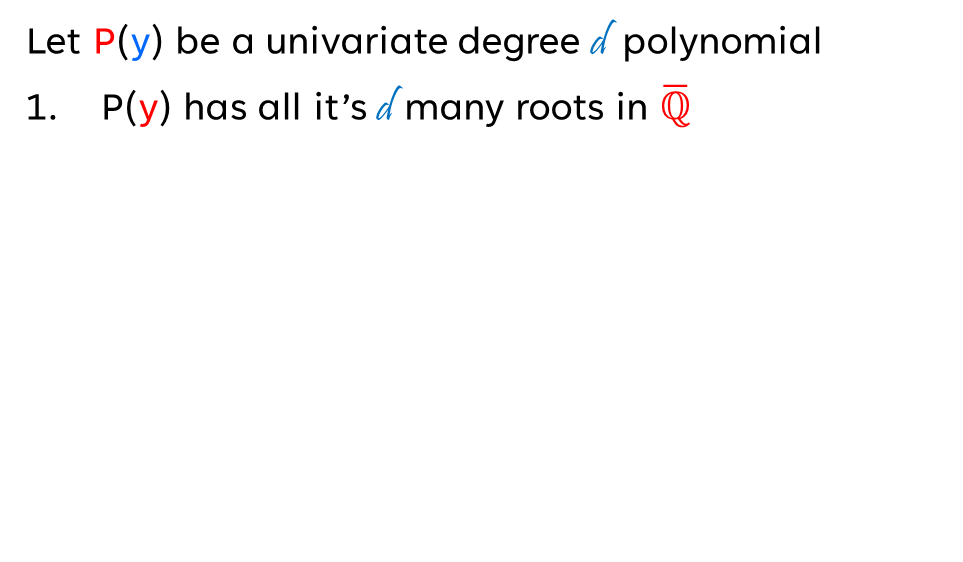 Let P(y) be a univariate degree d polynomial
1. P(y) has all it’s d many roots in ℚ̅